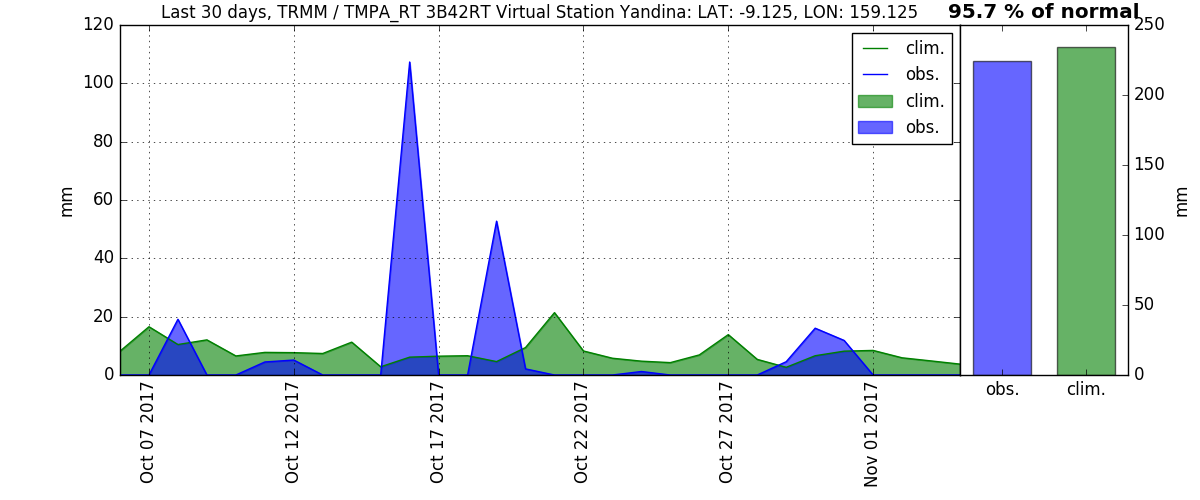 Last 30 days, TRMM / TMPA_RT 3B42RT Virtual Station Yandina: LAT: -9.125, LON: 159.125
95.7 % of normal
120
100
80
60
40
20
0
mm
clim.
obs.
clim.
obs.
Oct 07 2017
Oct 12 2017
Oct 17 2017
Oct 22 2017
Oct 27 2017
Nov 01 2017
250
200
150
100
50
0
mm
obs.
clim.